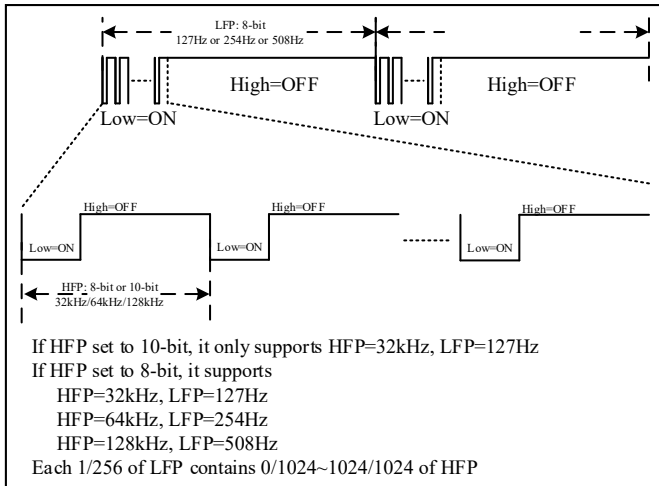 LFP: 8-bit
127Hz or 254Hz or 508Hz
High=OFF
High=OFF
Low=ON
Low=ON
High=OFF
High=OFF
High=OFF
Low=ON
Low=ON
Low=ON
HFP: 8-bit or 10-bit
32kHz/64kHz/128kHz
If HFP set to 10-bit, it only supports HFP=32kHz, LFP=127Hz
If HFP set to 8-bit, it supports
HFP=32kHz, LFP=127Hz
HFP=64kHz, LFP=254Hz
HFP=128kHz, LFP=508Hz
Each 1/256 of LFP contains 0/1024~1024/1024 of HFP